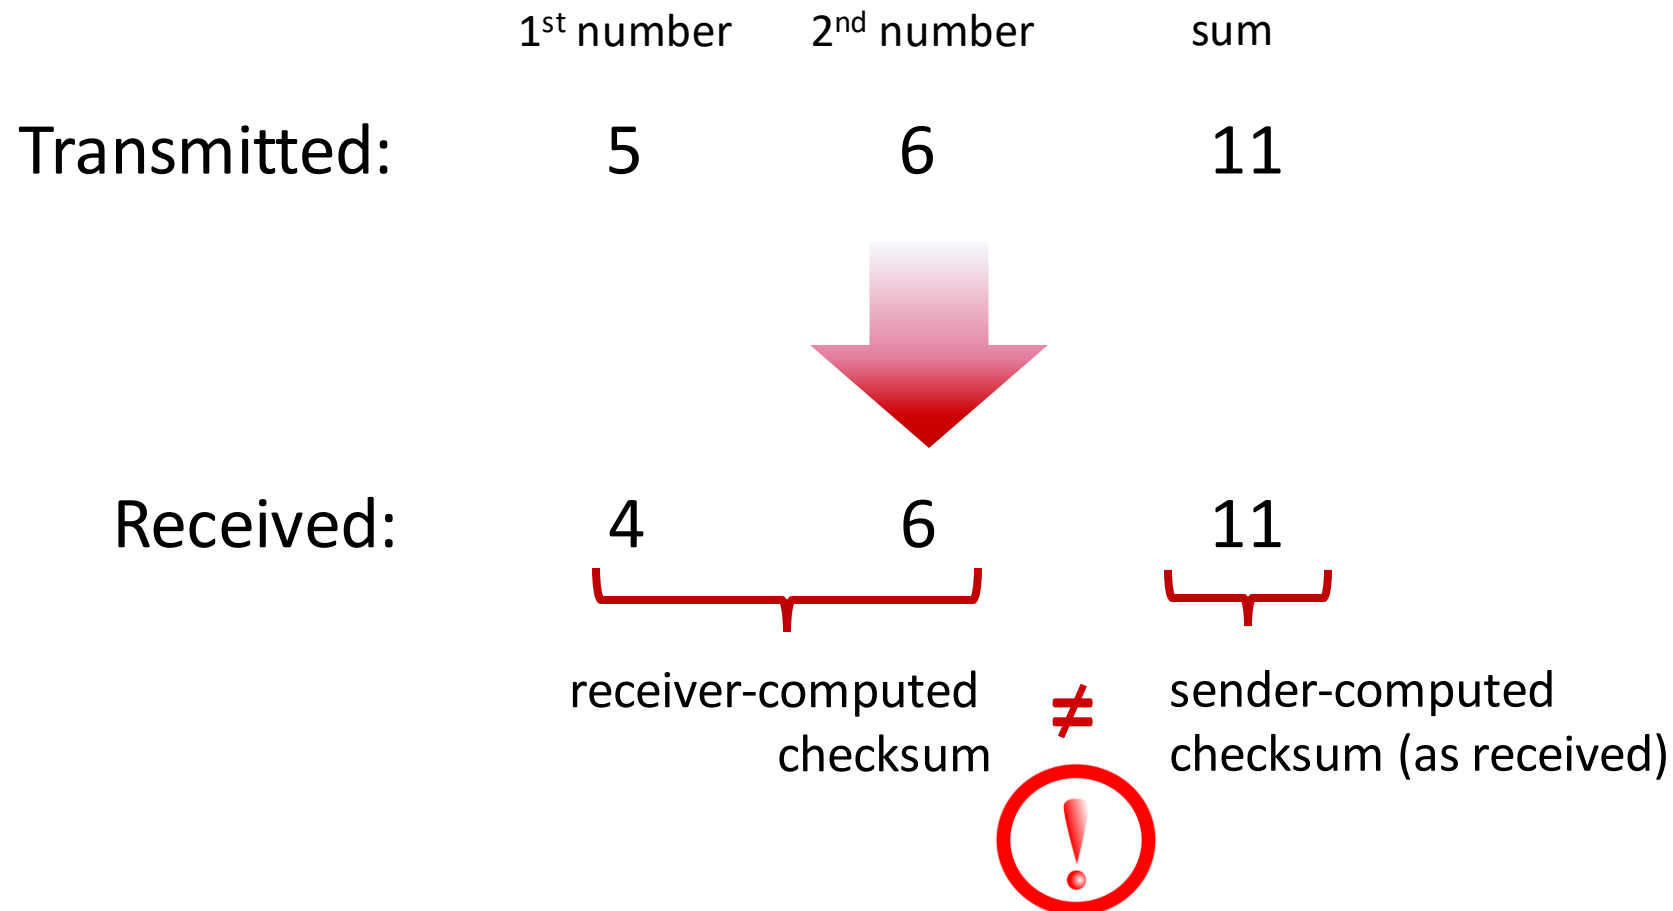 1st number 2nd number sum
Transmitted: 5 6 11
Received: 4 6 11
receiver-computed ≠ sender-computed
checksum checksum (as received)
!